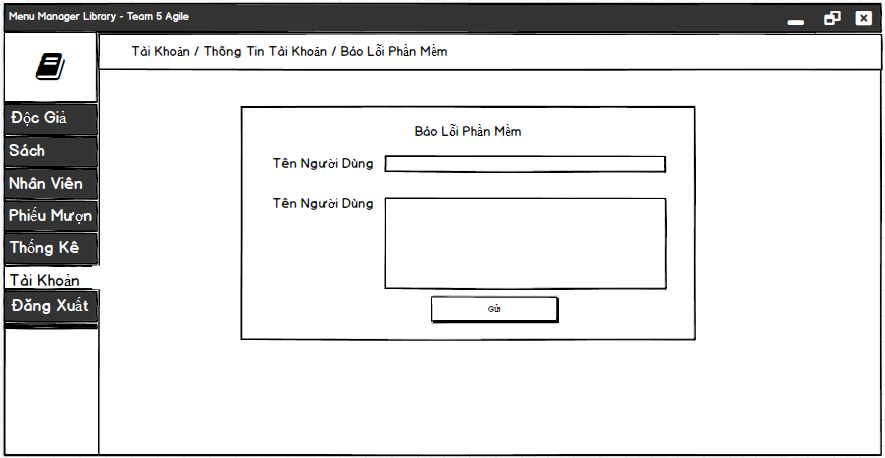 Menu Manager Library - Team 5 Agile
Tài Khoản / Thông Tin Tài Khoản / Báo Lỗi Phần Mềm
Độc Giả
Sách
Nhân Viên
Phiếu Mượn
Thống Kê
Tài Khoản
Đăng Xuất
Báo Lỗi Phần Mềm
Tên Người Dùng
Tên Người Dùng
Gửi